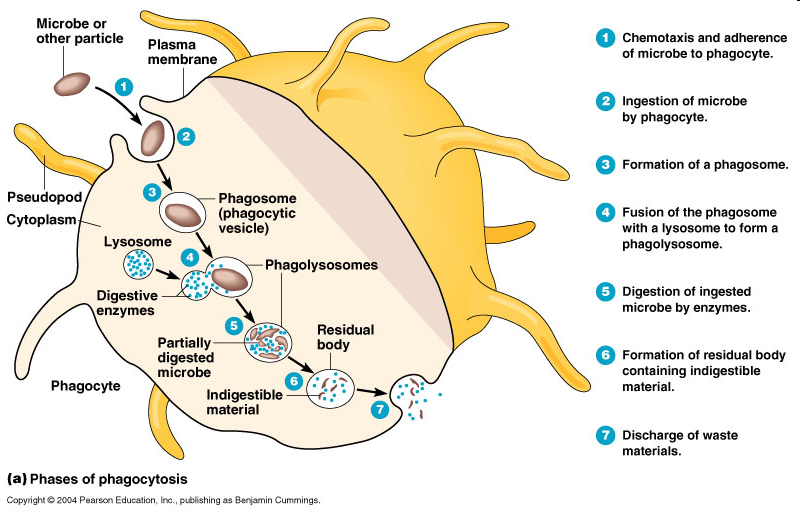 Microbe or
other particle
Plasma
membrane
1
2
Pseudopod
Cytoplasm
3
Phagosome
(phagocytic
vesicle)
Lysosome
4
Phagolysosomes
Digestive
enzymes
5
Partially
digested
microbe
Residual
body
6
Indigestible
material
7
Phagocyte
1 Chemotaxis and adherence
of microbe to phagocyte.
2 Ingestion of microbe
by phagocyte.
3 Formation of a phagosome.
4 Fusion of the phagosome
with a lysosome to form a
phagolysosome.
5 Digestion of ingested
microbe by enzymes.
6 Formation of residual body
containing indigestible
material.
7 Discharge of waste
materials.
(a) Phases of phagocytosis
Copyright © 2004 Pearson Education, Inc., publishing as Benjamin Cummings.